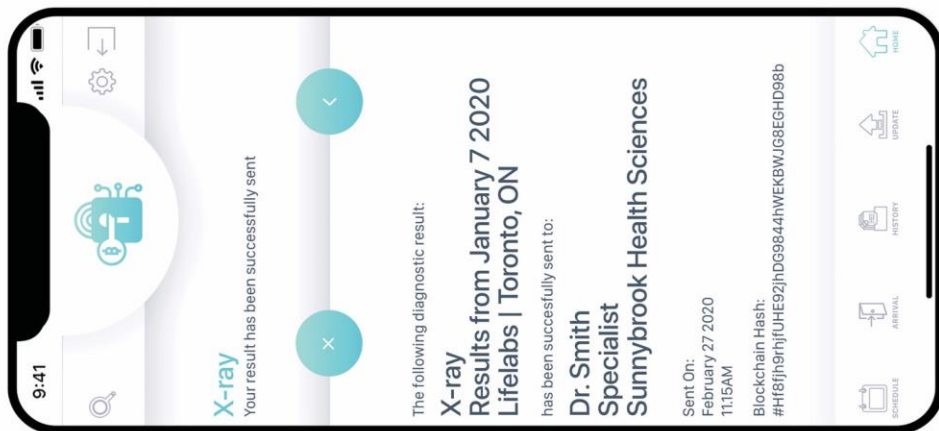 9:41
X-ray
Your result has been successfully sent
The following diagnostic result:
X-ray
Results from January 7 2020
Lifelabs | Toronto, ON
has been succesfully sent to:
Dr. Smith
Specialist
Sunnybrook Health Sciences
Sent On:
February 27 2020
11.15AM
Blockchain Hash:
#Hf8fjh9rhjfUHE92jhDG9844hWEKBWJG8EGHD98b
SCHEDULE
ARRIVAL
HISTORY
UPDATE
HOME